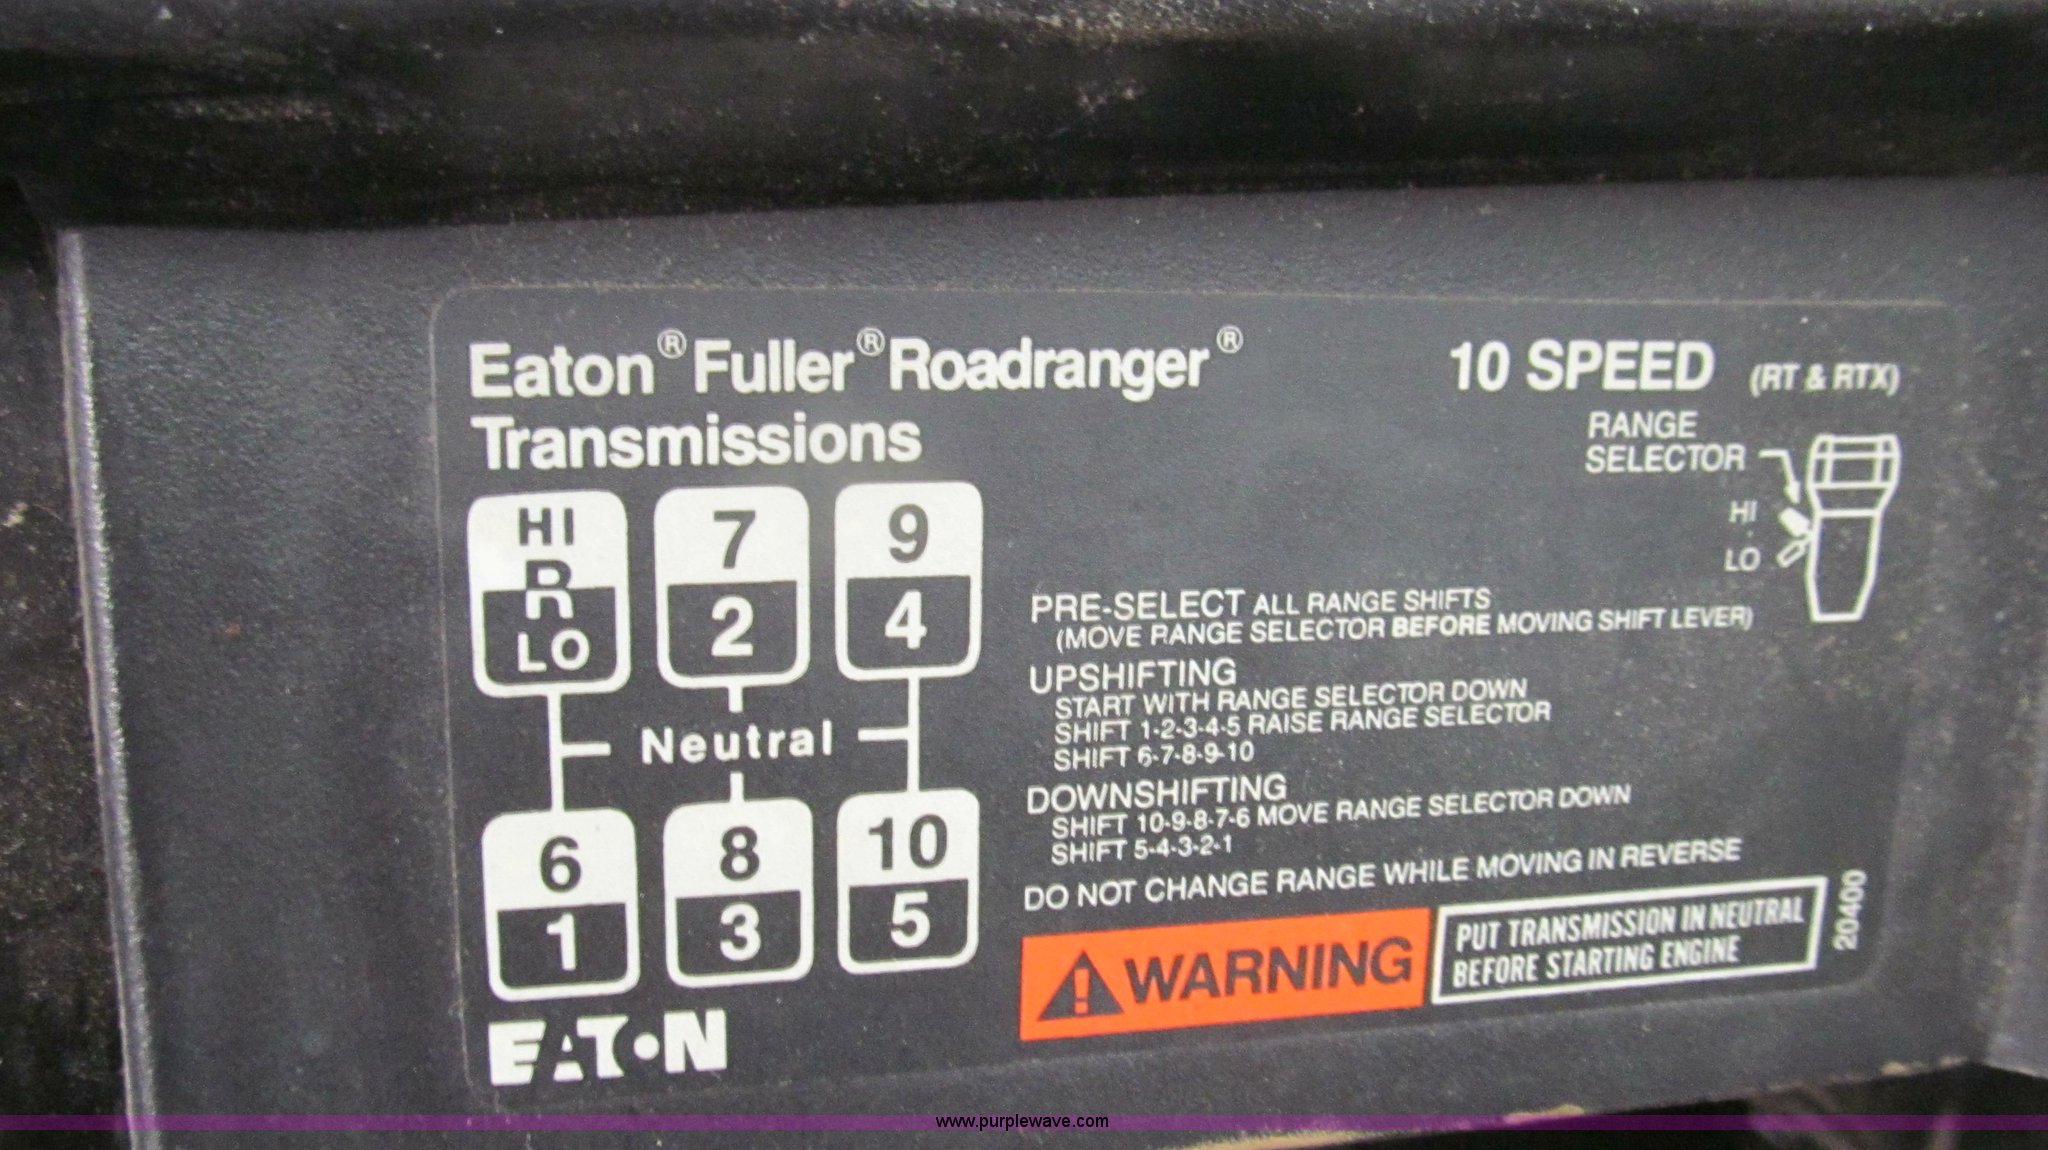 Eaton® Fuller® Roadranger®
Transmissions
10 SPEED (RT & RTX)
RANGE
SELECTOR
HI
LO
HI
R
LO
7
2
9
4
Neutral
6
1
8
3
10
5
PRE-SELECT ALL RANGE SHIFTS
(MOVE RANGE SELECTOR BEFORE MOVING SHIFT LEVER)
UPSHIFTING
START WITH RANGE SELECTOR DOWN
SHIFT 1-2-3-4-5 RAISE RANGE SELECTOR
SHIFT 6-7-8-9-10
DOWNSHIFTING
SHIFT 10-9-8-7-6 MOVE RANGE SELECTOR DOWN
SHIFT 5-4-3-2-1
DO NOT CHANGE RANGE WHILE MOVING IN REVERSE
WARNING
PUT TRANSMISSION IN NEUTRAL
BEFORE STARTING ENGINE
20400
EATON
www.purplewave.com